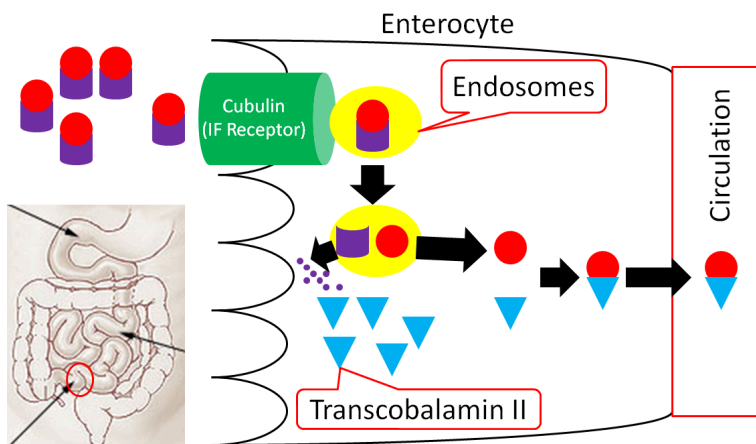 Enterocyte
Endosomes
Cubulin
(IF Receptor)
Circulation
Transcobalamin II